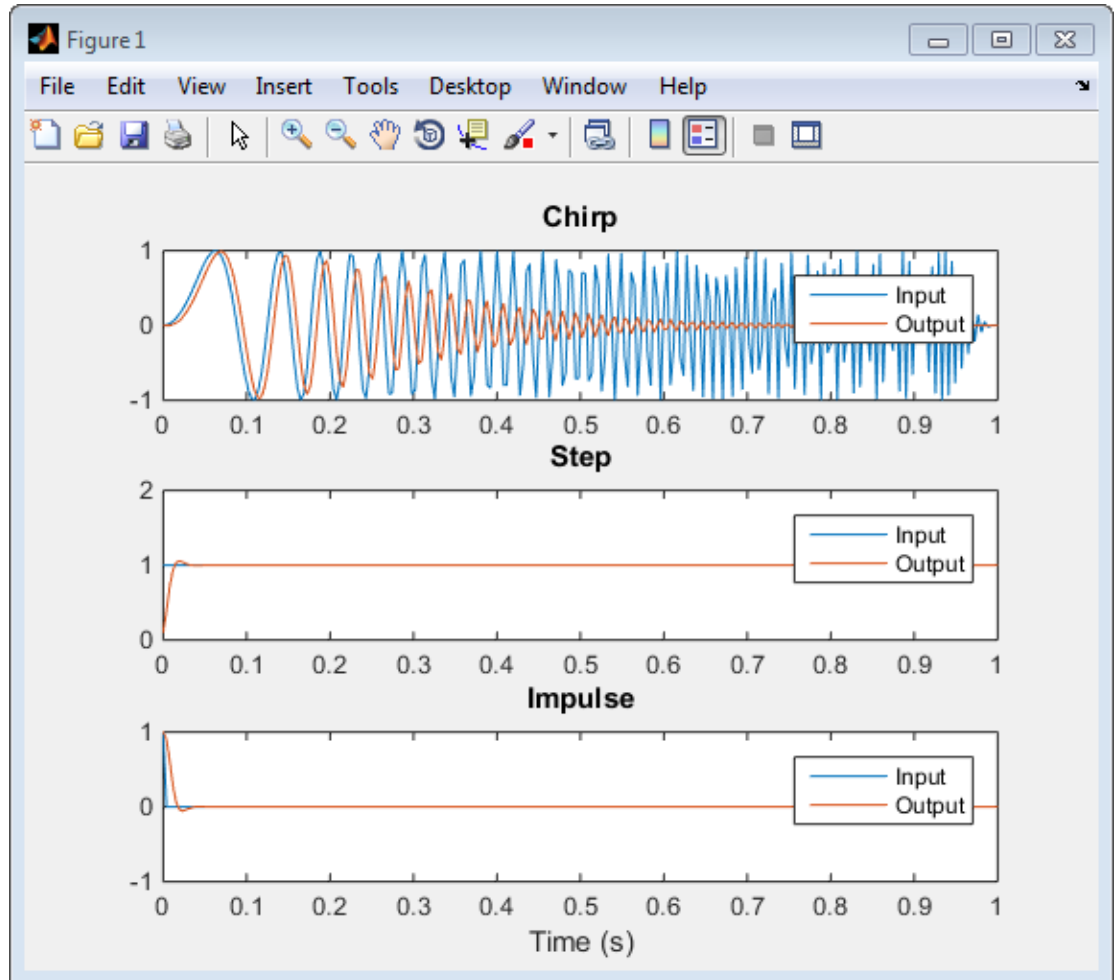 Figure 1
File Edit View Insert Tools Desktop Window Help
Chirp
1
0
-1
Input
Output
0 0.1 0.2 0.3 0.4 0.5 0.6 0.7 0.8 0.9 1
Step
2
1
0
Input
Output
0 0.1 0.2 0.3 0.4 0.5 0.6 0.7 0.8 0.9 1
Impulse
1
0
-1
Input
Output
0 0.1 0.2 0.3 0.4 0.5 0.6 0.7 0.8 0.9 1
Time (s)